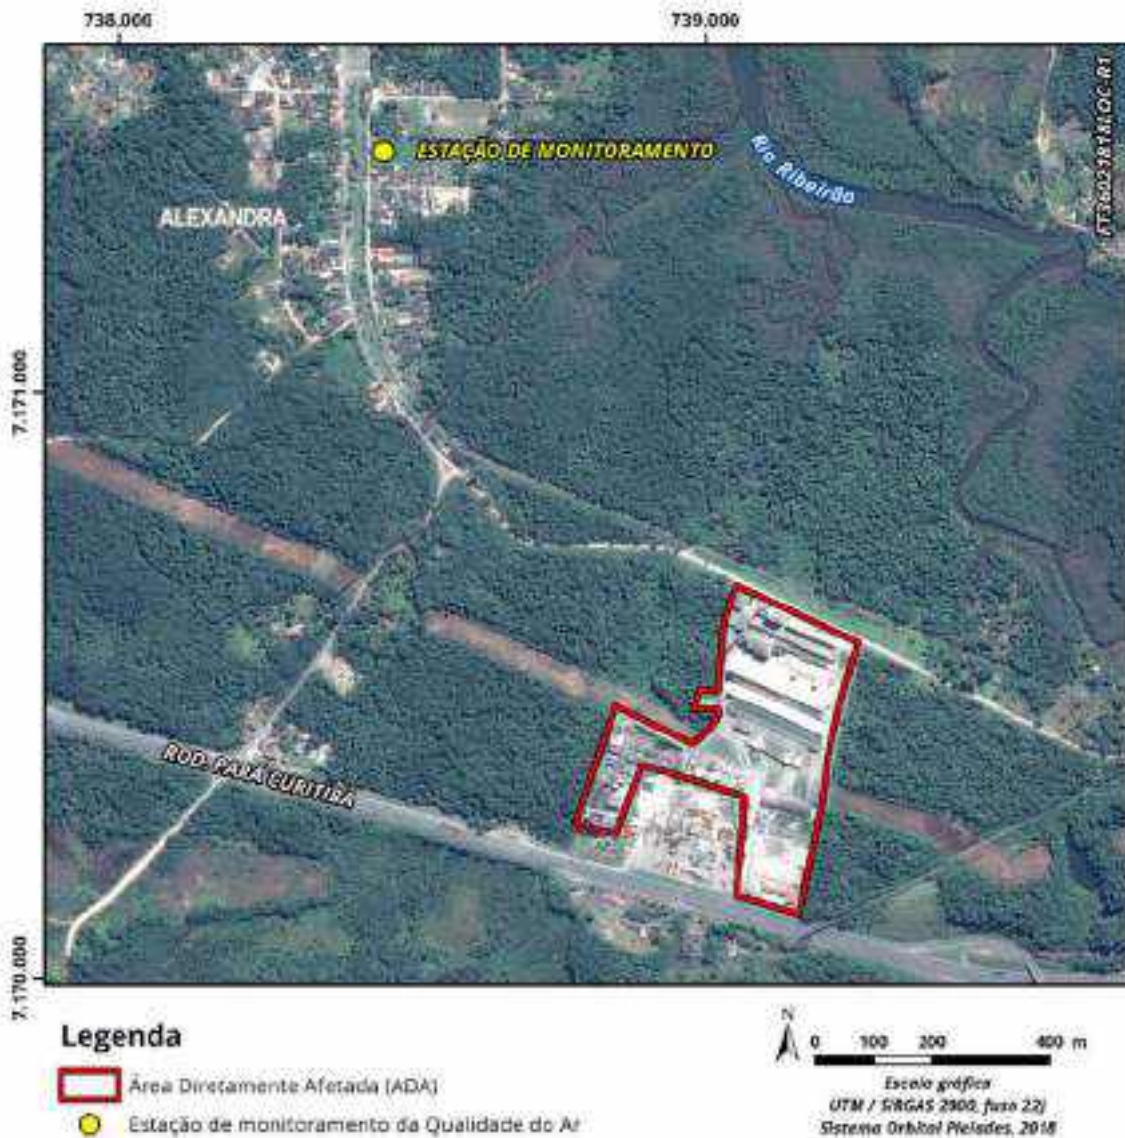 738.000
739.000
ESTAÇÃO DE MONITORAMENTO
Rio Ribeirão
ALEXANDRA
7.171.000
ROD. PARA CURITIBA
7.170.000
Legenda
Área Diretamente Afetada (ADA)
Estação de monitoramento da Qualidade do Ar
N
0 100 200 400 m
Escala gráfica
UTM / SIRGAS 2000, fuso 22J
Sistema Orbital Pleiades, 2018